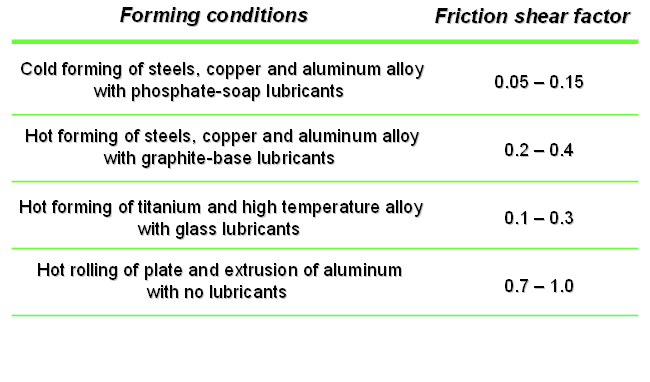 Forming conditions Friction shear factor
Cold forming of steels, copper and aluminum alloy
with phosphate-soap lubricants
0.05 – 0.15
Hot forming of steels, copper and aluminum alloy
with graphite-base lubricants
0.2 – 0.4
Hot forming of titanium and high temperature alloy
with glass lubricants
0.1 – 0.3
Hot rolling of plate and extrusion of aluminum
with no lubricants
0.7 – 1.0